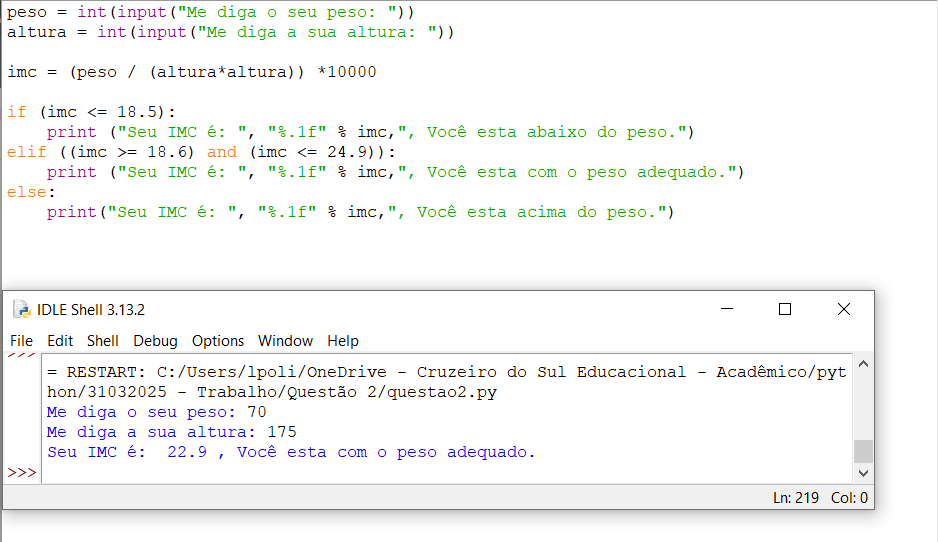 peso = int(input("Me diga o seu peso: "))
altura = int(input("Me diga a sua altura: "))
imc = (peso / (altura*altura)) *10000
if (imc <= 18.5):
    print ("Seu IMC é: ", "%.1f" % imc,", Você esta abaixo do peso.")
elif ((imc >= 18.6) and (imc <= 24.9)):
    print ("Seu IMC é: ", "%.1f" % imc,", Você esta com o peso adequado.")
else:
    print("Seu IMC é: ", "%.1f" % imc,", Você esta acima do peso.")
IDLE Shell 3.13.2
File Edit Shell Debug Options Window Help
>>>
= RESTART: C:/Users/lpoli/OneDrive - Cruzeiro do Sul Educacional - Acadêmico/pyt
hon/31032025 - Trabalho/Questão 2/questao2.py
Me diga o seu peso: 70
Me diga a sua altura: 175
Seu IMC é:  22.9 , Você esta com o peso adequado.
>>>
Ln: 219 Col: 0